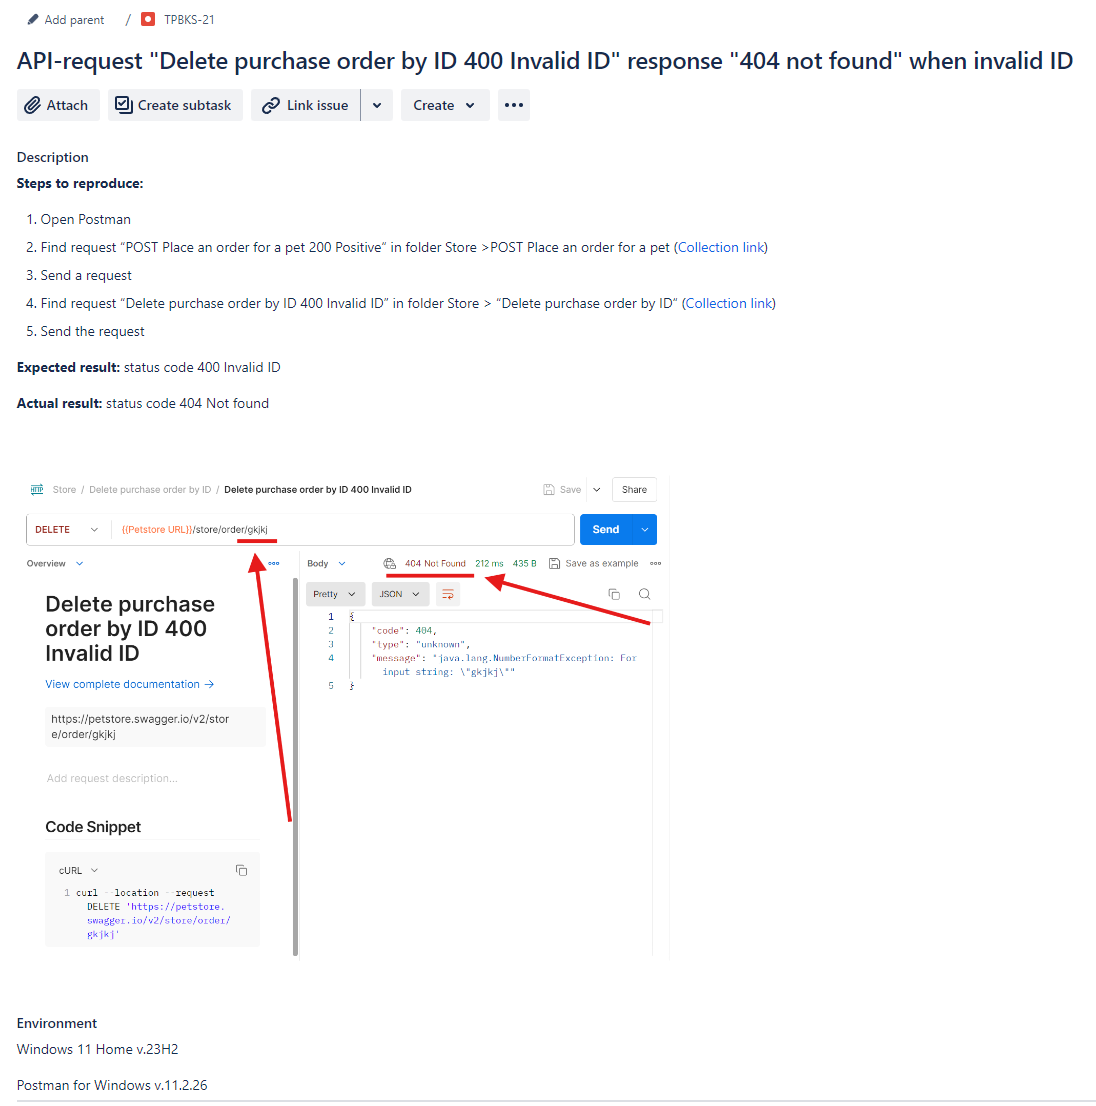 Add parent / TPBKS-21
API-request "Delete purchase order by ID 400 Invalid ID" response "404 not found" when invalid ID
Attach Create subtask Link issue Create
Description
Steps to reproduce:
1. Open Postman
2. Find request “POST Place an order for a pet 200 Positive” in folder Store >POST Place an order for a pet (Collection link)
3. Send a request
4. Find request “Delete purchase order by ID 400 Invalid ID” in folder Store > “Delete purchase order by ID” (Collection link)
5. Send the request
Expected result: status code 400 Invalid ID
Actual result: status code 404 Not found
HTTP Store / Delete purchase order by ID / Delete purchase order by ID 400 Invalid ID Save Share
DELETE {{Petstore URL}}/store/order/gkjkj Send
Overview
Body 404 Not Found 212 ms 435 B Save as example
Pretty JSON
1 {
2 "code": 404,
3 "type": "unknown",
4 "message": "java.lang.NumberFormatException: For
input string: \"gkjkj\""
5 }
Delete purchase
order by ID 400
Invalid ID
View complete documentation →
https://petstore.swagger.io/v2/stor
e/order/gkjkj
Add request description...
Code Snippet
cURL
1 curl --location --request
DELETE 'https://petstore.
swagger.io/v2/store/order/
gkjkj'
Environment
Windows 11 Home v.23H2
Postman for Windows v.11.2.26